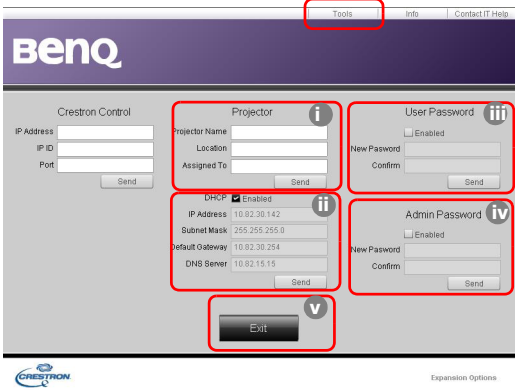 Tools Info Contact IT Help
BenQ
Crestron Control
IP Address
IP ID
Port
Send
Projector
i
Projector Name
Location
Assigned To
Send
DHCP Enabled
ii
IP Address 10.82.30.142
Subnet Mask 255.255.255.0
Default Gateway 10.82.30.254
DNS Server 10.82.15.15
Send
User Password
iii
Enabled
New Pasword
Confirm
Send
Admin Password
iv
Enabled
New Pasword
Confirm
Send
v
Exit
CRESTRON
Expansion Options